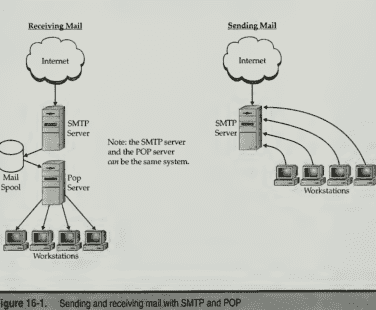 Receiving Mail
Internet
SMTP
Server
Mail
Spool
Pop
Server
Workstations
Note: the SMTP server
and the POP server
can be the same system.
Sending Mail
Internet
SMTP
Server
Workstations
igure 16-1. Sending and receiving mail with SMTP and POP